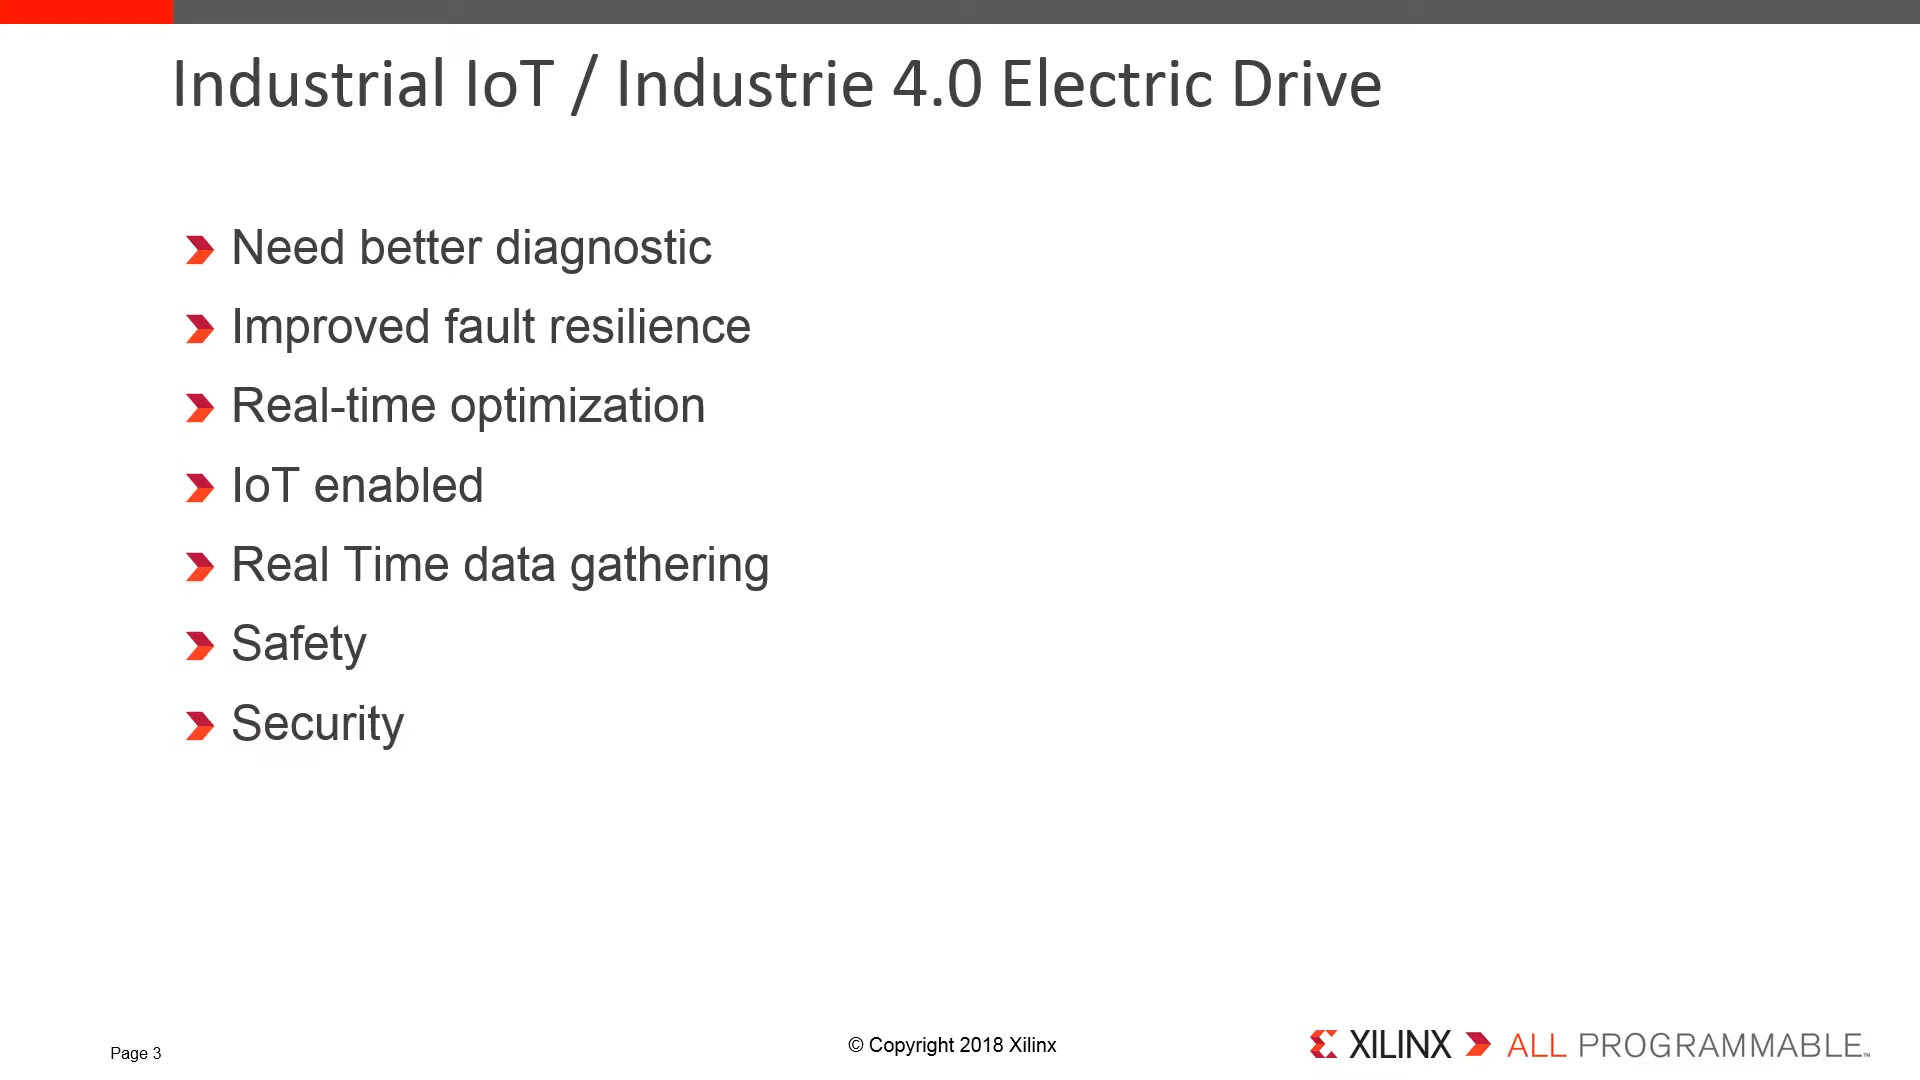 Industrial IoT / Industrie 4.0 Electric Drive
Need better diagnostic
Improved fault resilience
Real-time optimization
IoT enabled
Real Time data gathering
Safety
Security
Page 3
© Copyright 2018 Xilinx
XILINX ALL PROGRAMMABLE™